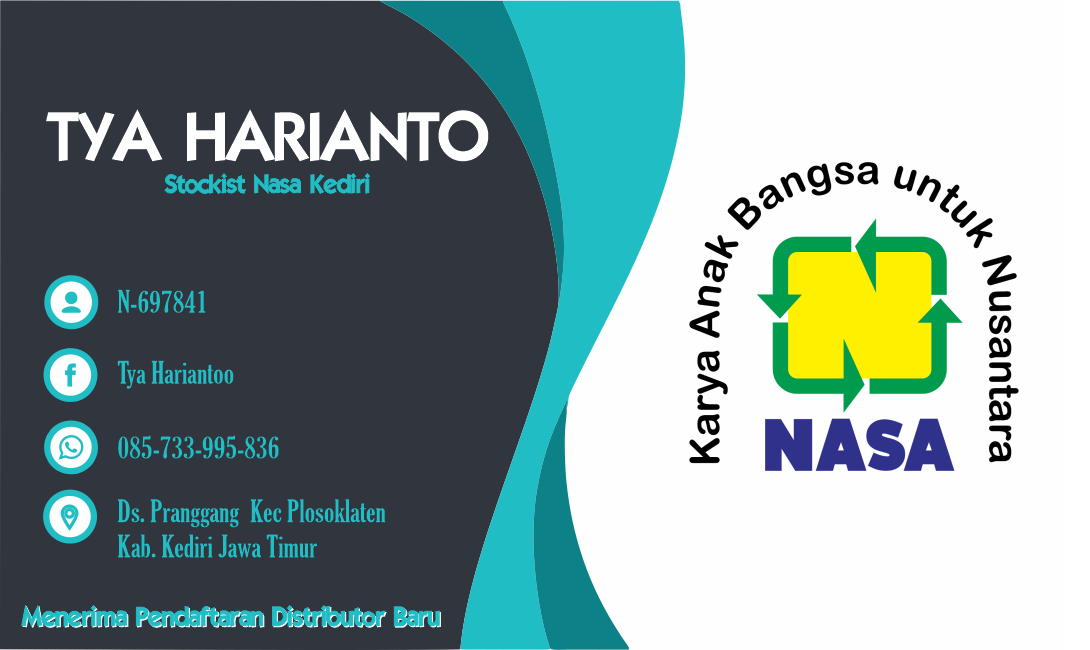 TYA HARIANTO
Stockist Nasa Kediri
N-697841
Tya Hariantoo
085-733-995-836
Ds. Pranggang Kec Plosoklaten
Kab. Kediri Jawa Timur
Menerima Pendaftaran Distributor Baru
Karya Anak Bangsa untuk Nusantara
N
NASA